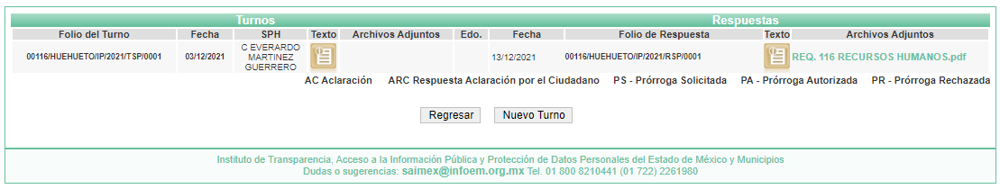 Turnos Respuestas
Folio del Turno Fecha SPH Texto Archivos Adjuntos Edo. Fecha Folio de Respuesta Texto Archivos Adjuntos
00116/HUEHUETO/IP/2021/TSP/0001 03/12/2021 C EVERARDO MARTINEZ GUERRERO 13/12/2021 00116/HUEHUETO/IP/2021/RSP/0001 REQ. 116 RECURSOS HUMANOS.pdf
AC Aclaración ARC Respuesta Aclaración por el Ciudadano PS - Prórroga Solicitada PA - Prórroga Autorizada PR - Prórroga Rechazada
Regresar Nuevo Turno
Instituto de Transparencia, Acceso a la Información Pública y Protección de Datos Personales del Estado de México y Municipios
Dudas o sugerencias: saimex@infoem.org.mx Tel. 01 800 8210441 (01 722) 2261980